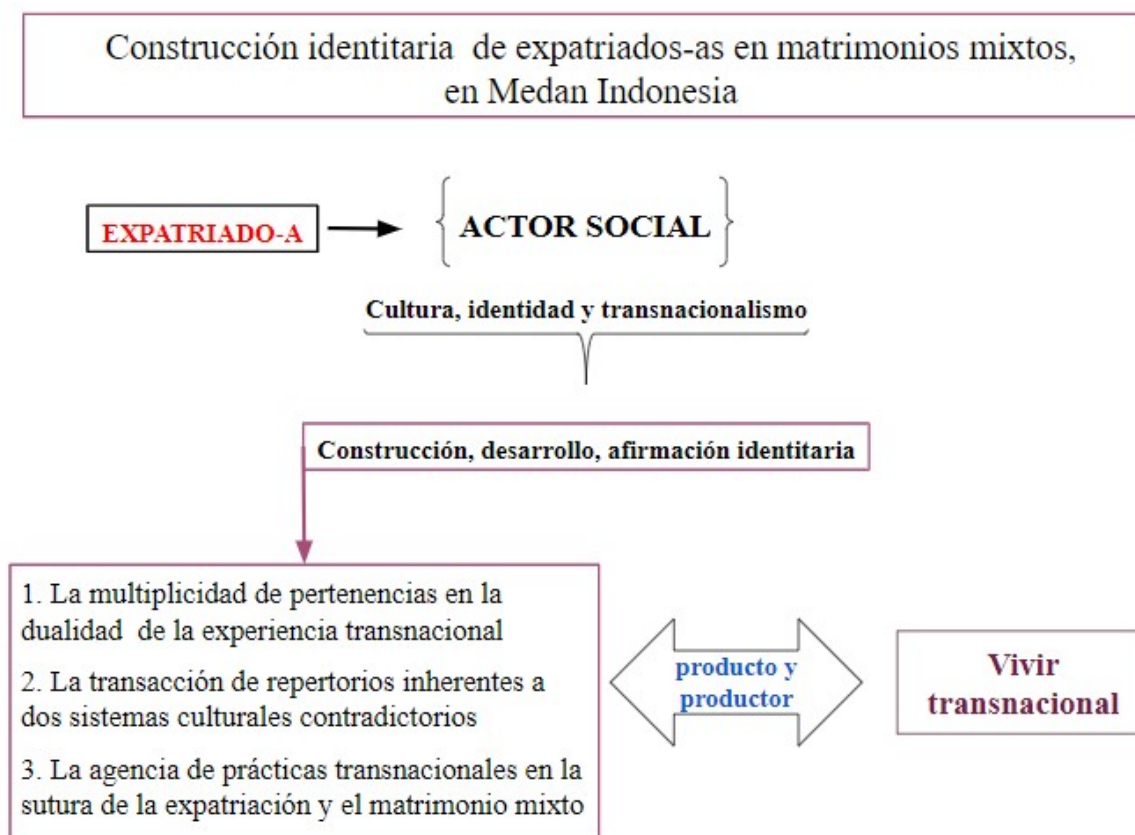 Construcción identitaria de expatriados-as en matrimonios mixtos,
en Medan Indonesia
EXPATRIADO-A
ACTOR SOCIAL
Cultura, identidad y transnacionalismo
Construcción, desarrollo, afirmación identitaria
1. La multiplicidad de pertenencias en la
dualidad de la experiencia transnacional
2. La transacción de repertorios inherentes a
dos sistemas culturales contradictorios
3. La agencia de prácticas transnacionales en la
sutura de la expatriación y el matrimonio mixto
producto y
productor
Vivir
transnacional